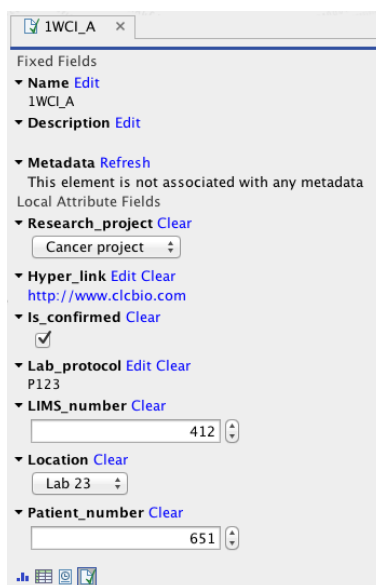 1WCI_A ×
Fixed Fields
Name Edit
1WCI_A
Description Edit
Metadata Refresh
This element is not associated with any metadata
Local Attribute Fields
Research_project Clear
Cancer project
Hyper_link Edit Clear
http://www.clcbio.com
Is_confirmed Clear
Lab_protocol Edit Clear
P123
LIMS_number Clear
412
Location Clear
Lab 23
Patient_number Clear
651